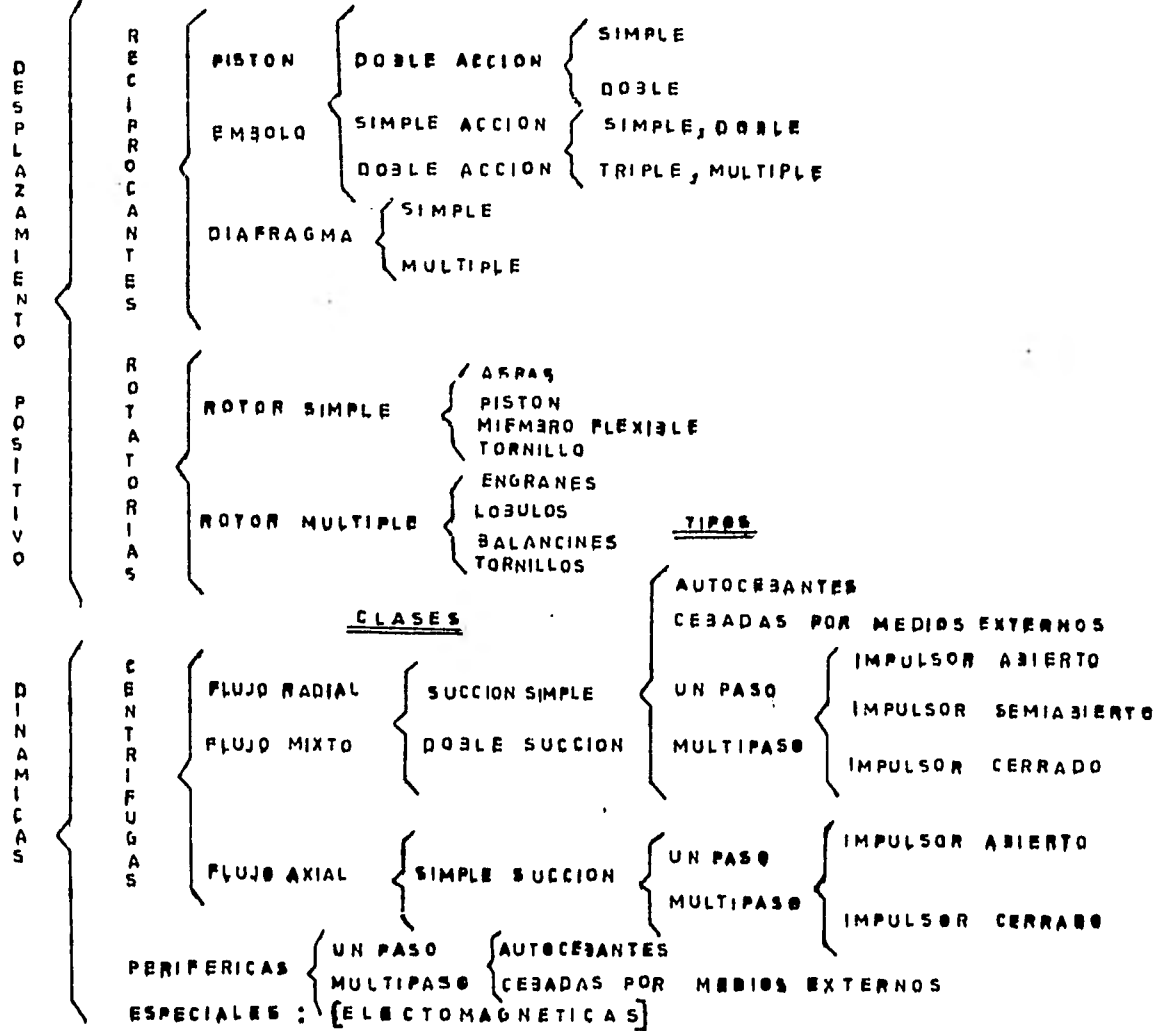 DESPLAZAMIENTO POSITIVO
RECIPROCANTES
PISTON
EMBOLO
DOBLE ACCION
SIMPLE
DOBLE
SIMPLE ACCION
DOBLE ACCION
SIMPLE, DOBLE
TRIPLE, MULTIPLE
DIAFRAGMA
SIMPLE
MULTIPLE
ROTATORIAS
ROTOR SIMPLE
ASPAS
PISTON
MIEMBRO FLEXIBLE
TORNILLO
ROTOR MULTIPLE
ENGRANES
LOBULOS
BALANCINES
TORNILLOS
CLASES
TIPOS
DINAMICAS
CENTRIFUGAS
FLUJO RADIAL
FLUJO MIXTO
SUCCION SIMPLE
DOBLE SUCCION
AUTOCEBANTES
CEBADAS POR MEDIOS EXTERNOS
UN PASO
MULTIPASO
IMPULSOR ABIERTO
IMPULSOR SEMIABIERTO
IMPULSOR CERRADO
FLUJO AXIAL
SIMPLE SUCCION
UN PASO
MULTIPASO
IMPULSOR ABIERTO
IMPULSOR CERRADO
PERIFERICAS
UN PASO
MULTIPASO
AUTOCEBANTES
CEBADAS POR MEDIOS EXTERNOS
ESPECIALES : [ELECTOMAGNETICAS]